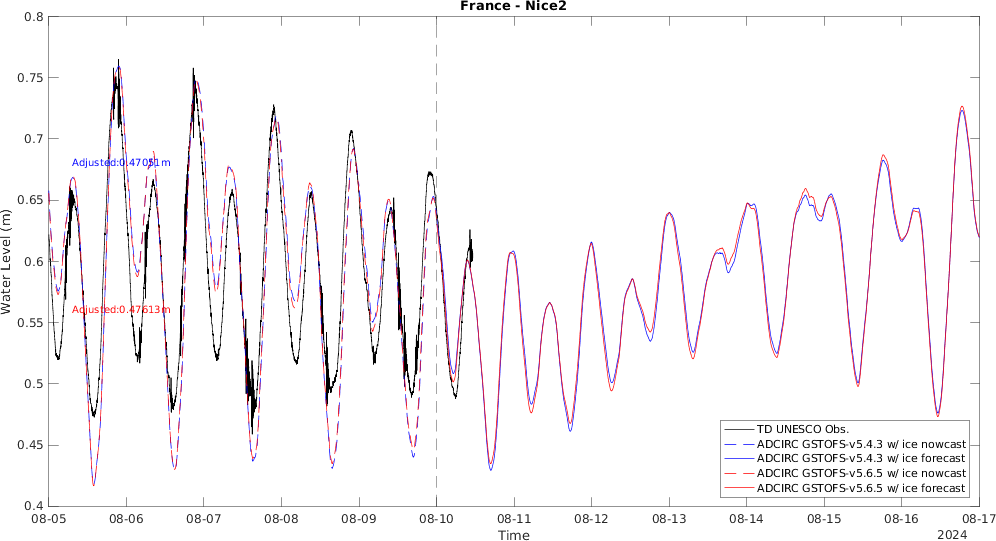 France - Nice2
0.8
0.75
0.7
0.65
0.6
0.55
0.5
0.45
0.4
Water Level (m)
Adjusted:0.47051m
Adjusted:0.47613m
TD UNESCO Obs.
ADCIRC GSTOFS-v5.4.3 w/ ice nowcast
ADCIRC GSTOFS-v5.4.3 w/ ice forecast
ADCIRC GSTOFS-v5.6.5 w/ ice nowcast
ADCIRC GSTOFS-v5.6.5 w/ ice forecast
08-05 08-06 08-07 08-08 08-09 08-10 08-11 08-12 08-13 08-14 08-15 08-16 08-17
Time
2024